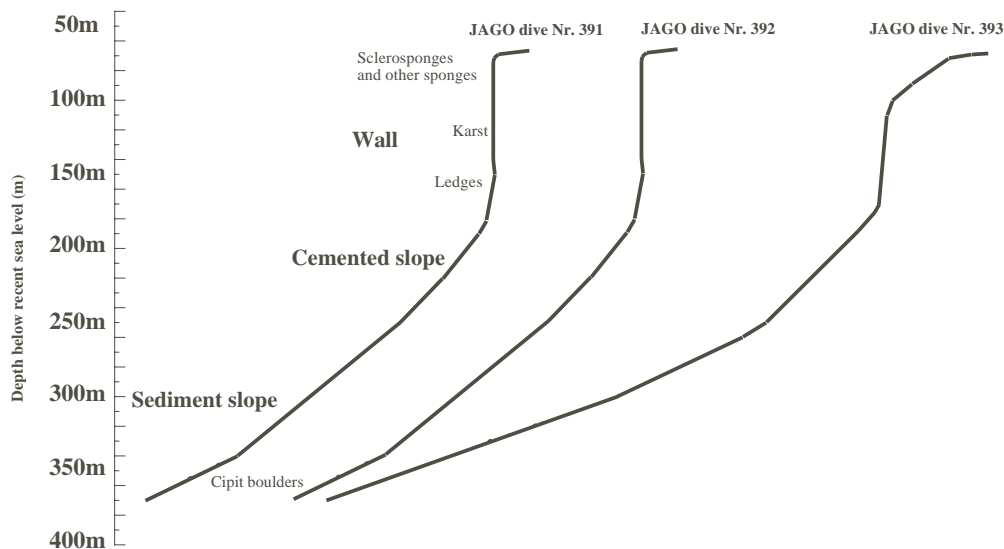 50m
JAGO dive Nr. 391
JAGO dive Nr. 392
JAGO dive Nr. 393
Sclerosponges
and other sponges
100m
Karst
Wall
150m
Ledges
Depth below recent sea level (m)
200m
Cemented slope
250m
300m
Sediment slope
350m
Cipit boulders
400m